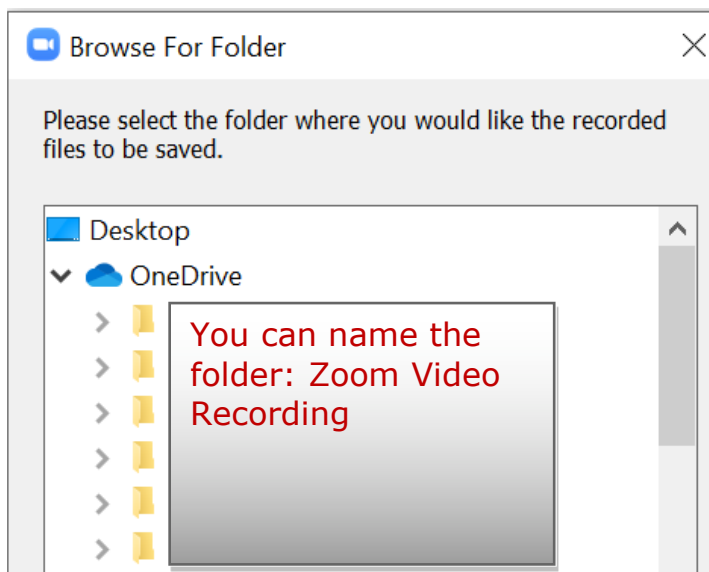 Browse For Folder
Please select the folder where you would like the recorded
files to be saved.
Desktop
OneDrive
You can name the
folder: Zoom Video
Recording